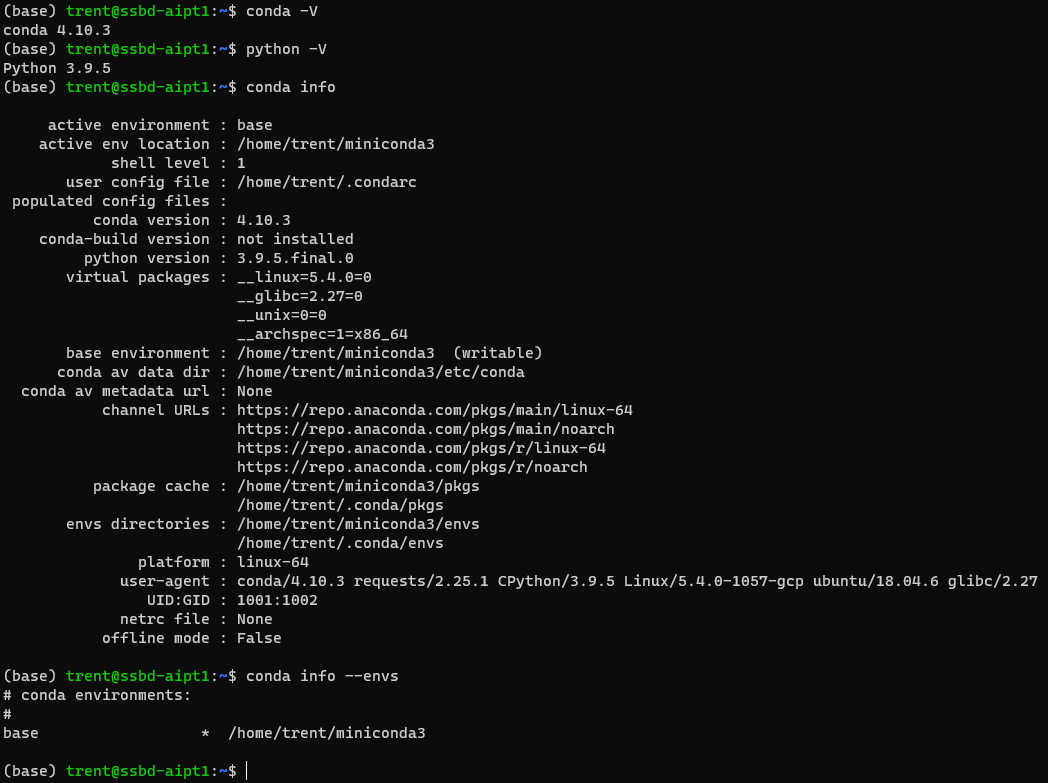 (base) trent@ssbd-aipt1:~$ conda -V
conda 4.10.3
(base) trent@ssbd-aipt1:~$ python -V
Python 3.9.5
(base) trent@ssbd-aipt1:~$ conda info

     active environment : base
    active env location : /home/trent/miniconda3
            shell level : 1
       user config file : /home/trent/.condarc
 populated config files :
          conda version : 4.10.3
    conda-build version : not installed
         python version : 3.9.5.final.0
       virtual packages : __linux=5.4.0=0
                          __glibc=2.27=0
                          __unix=0=0
                          __archspec=1=x86_64
       base environment : /home/trent/miniconda3  (writable)
      conda av data dir : /home/trent/miniconda3/etc/conda
  conda av metadata url : None
           channel URLs : https://repo.anaconda.com/pkgs/main/linux-64
                          https://repo.anaconda.com/pkgs/main/noarch
                          https://repo.anaconda.com/pkgs/r/linux-64
                          https://repo.anaconda.com/pkgs/r/noarch
          package cache : /home/trent/miniconda3/pkgs
                          /home/trent/.conda/pkgs
       envs directories : /home/trent/miniconda3/envs
                          /home/trent/.conda/envs
               platform : linux-64
             user-agent : conda/4.10.3 requests/2.25.1 CPython/3.9.5 Linux/5.4.0-1057-gcp ubuntu/18.04.6 glibc/2.27
                UID:GID : 1001:1002
             netrc file : None
           offline mode : False

(base) trent@ssbd-aipt1:~$ conda info --envs
# conda environments:
#
base                  *  /home/trent/miniconda3

(base) trent@ssbd-aipt1:~$